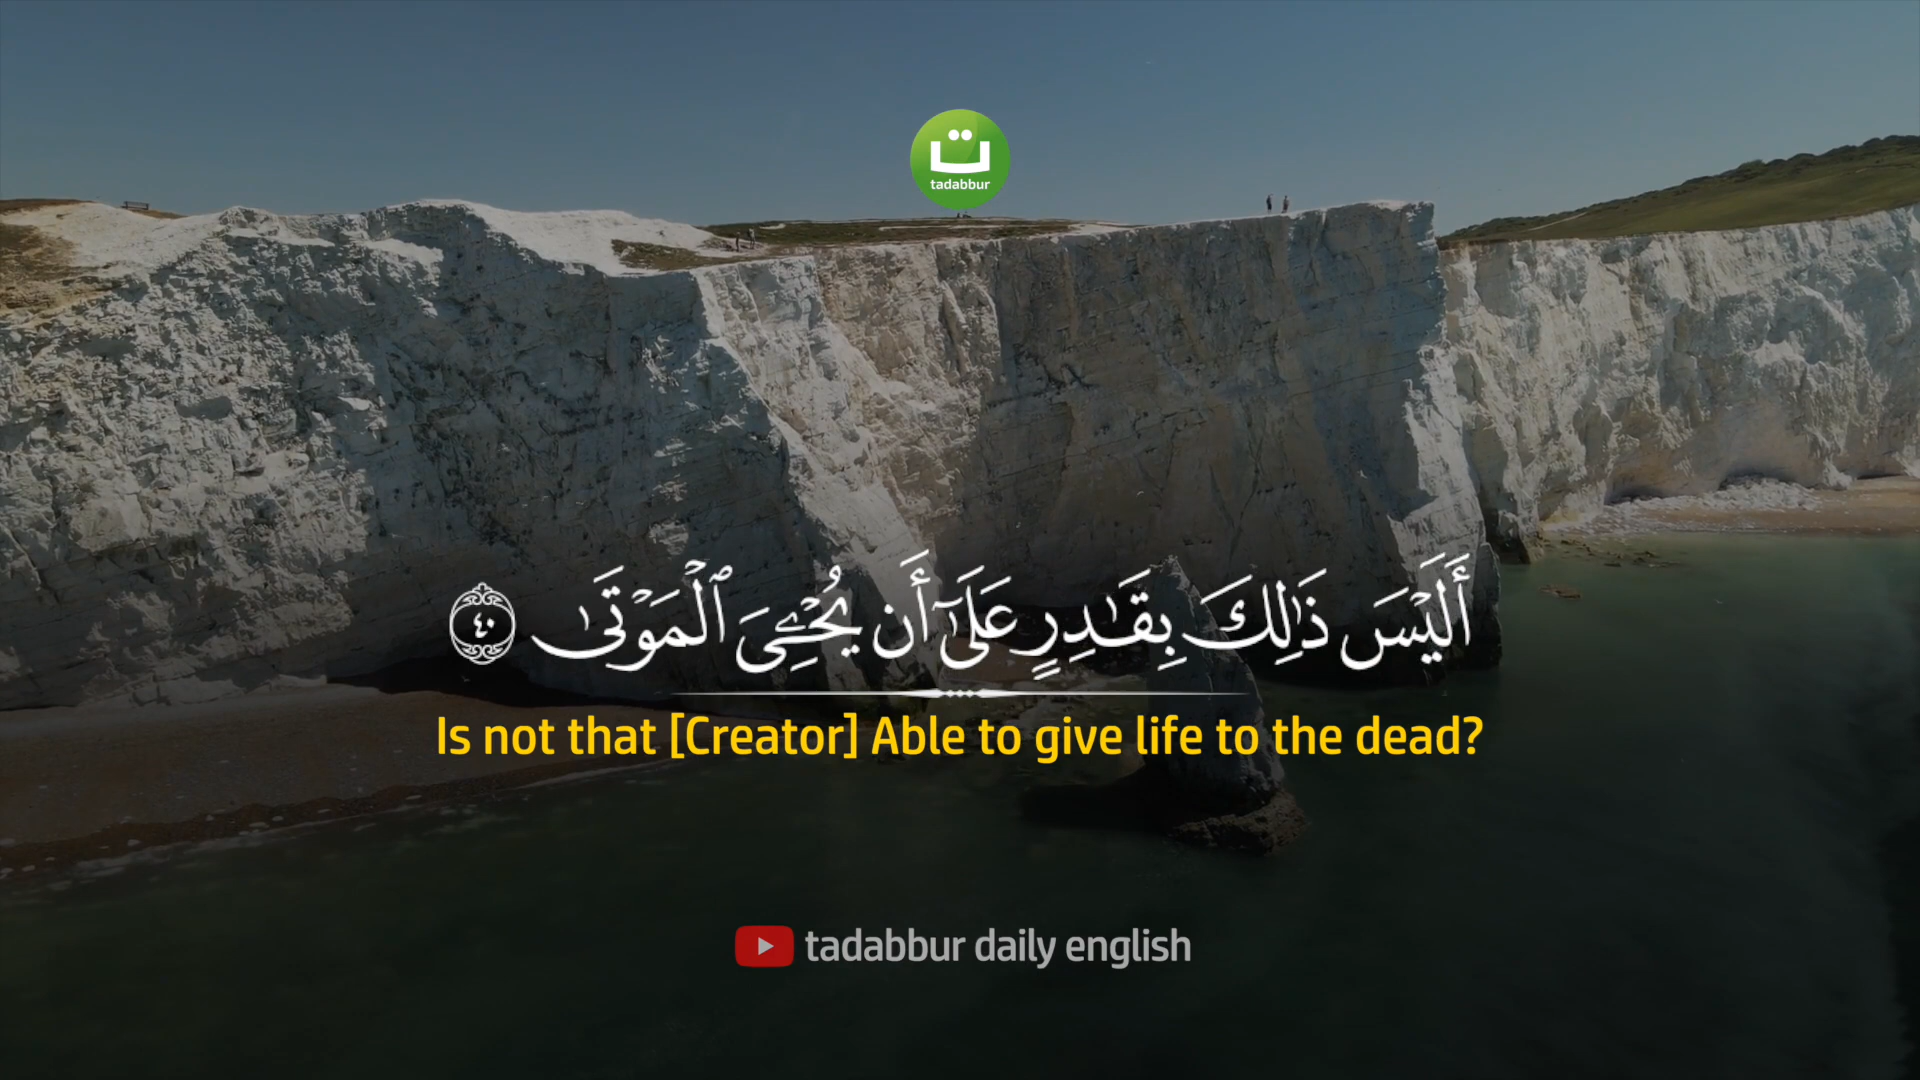 ت
tadabbur
أَلَيْسَ ذَٰلِكَ بِقَـٰدِرٍ عَلَىٰٓ أَن يُحْـِۧىَ ٱلْمَوْتَىٰ ٤٠
Is not that [Creator] Able to give life to the dead?
tadabbur daily english